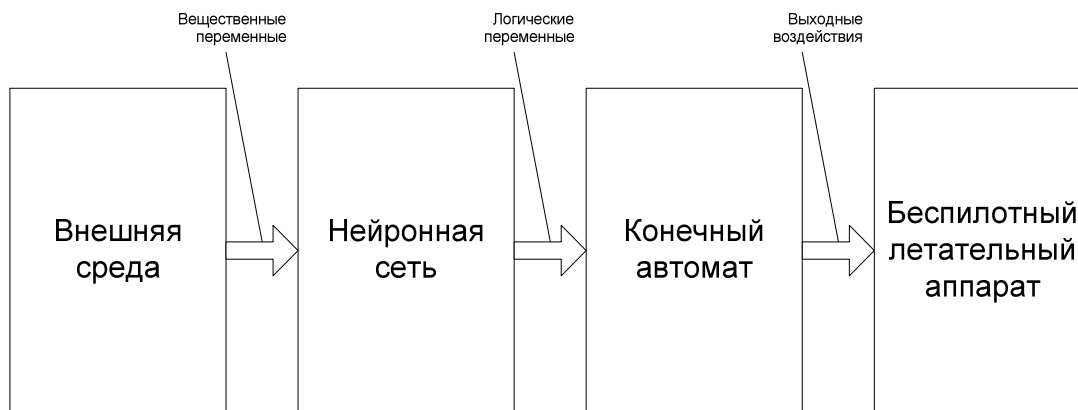 Вещественные
переменные
Логические
переменные
Выходные
воздействия
Внешняя
среда
Нейронная
сеть
Конечный
автомат
Беспилотный
летательный
аппарат